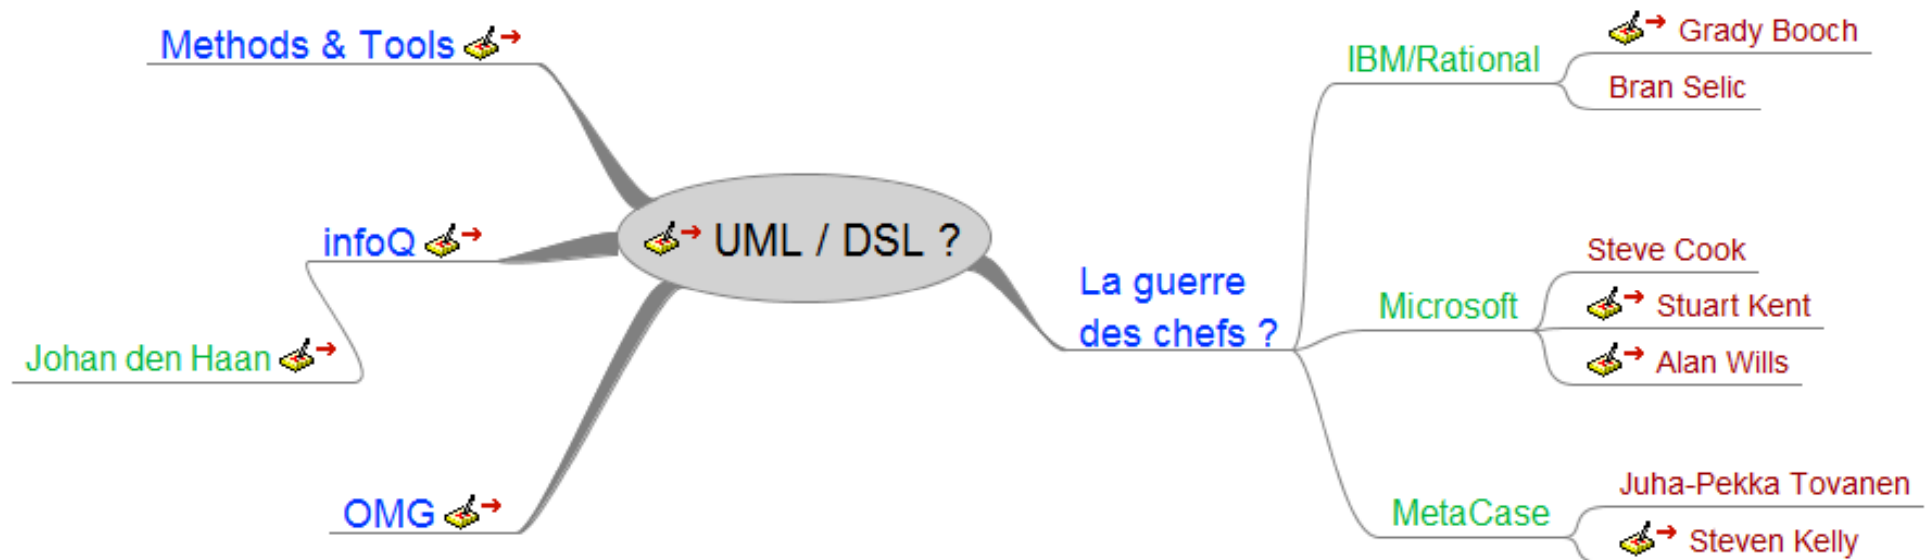 Methods & Tools
infoQ
Johan den Haan
OMG
UML / DSL ?
La guerre
des chefs ?
IBM/Rational
Grady Booch
Bran Selic
Microsoft
Steve Cook
Stuart Kent
Alan Wills
MetaCase
Juha-Pekka Tovanen
Steven Kelly